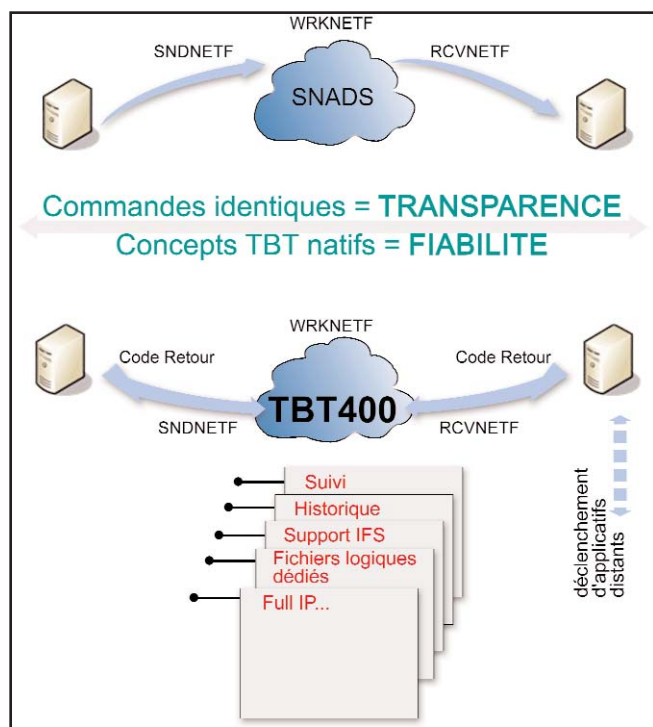 WRKNETF
SNDNETF
RCVNETF
SNADS
Commandes identiques = TRANSPARENCE
Concepts TBT natifs = FIABILITE
WRKNETF
Code Retour
Code Retour
TBT400
SNDNETF
RCVNETF
Suivi
Historique
Support IFS
Fichiers logiques
dédiés
Full IP...
déclenchement
d'applicatifs
distants